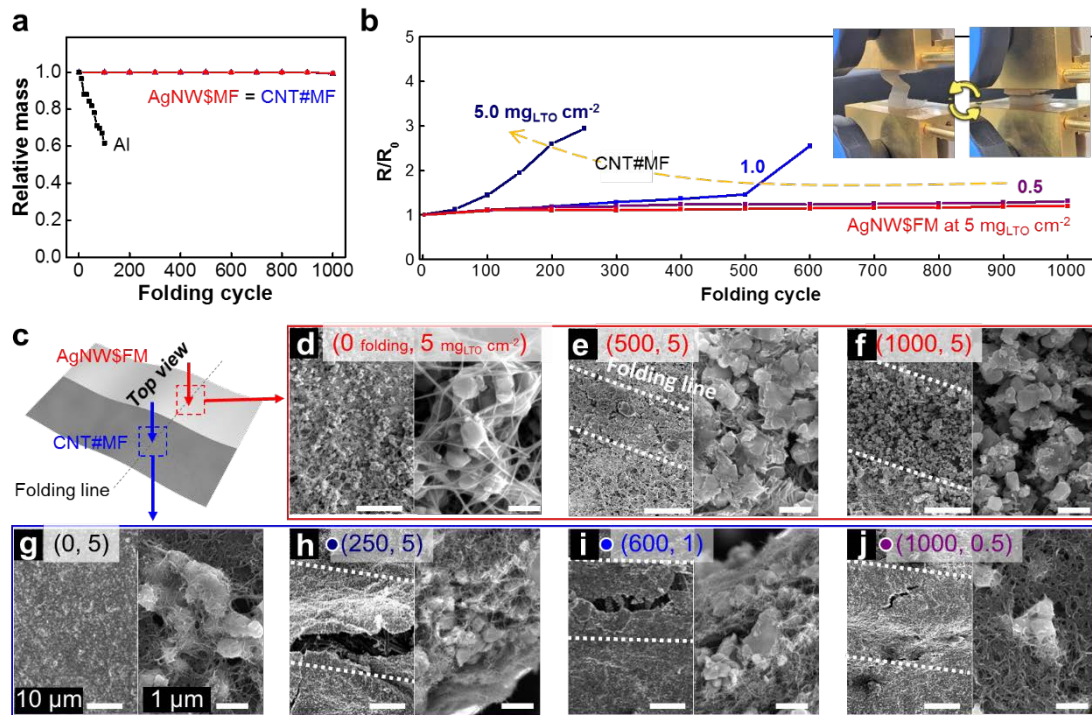 a
Relative mass
1.0
0.8
0.6
0.4
0.2
0.0
AgNW$MF = CNT#MF
Al
0 200 400 600 800 1000
Folding cycle
b
R/R0
5
4
3
2
1
0
5.0 mgLTO cm-2
CNT#MF
1.0
0.5
AgNW$FM at 5 mgLTO cm-2
0 100 200 300 400 500 600 700 800 900 1000
Folding cycle
c
AgNW$FM
Top view
CNT#MF
Folding line
d (0 folding, 5 mgLTO cm-2)
e (500, 5)
Folding line
f (1000, 5)
g (0, 5)
10 µm
1 µm
h (250, 5)
i (600, 1)
j (1000, 0.5)